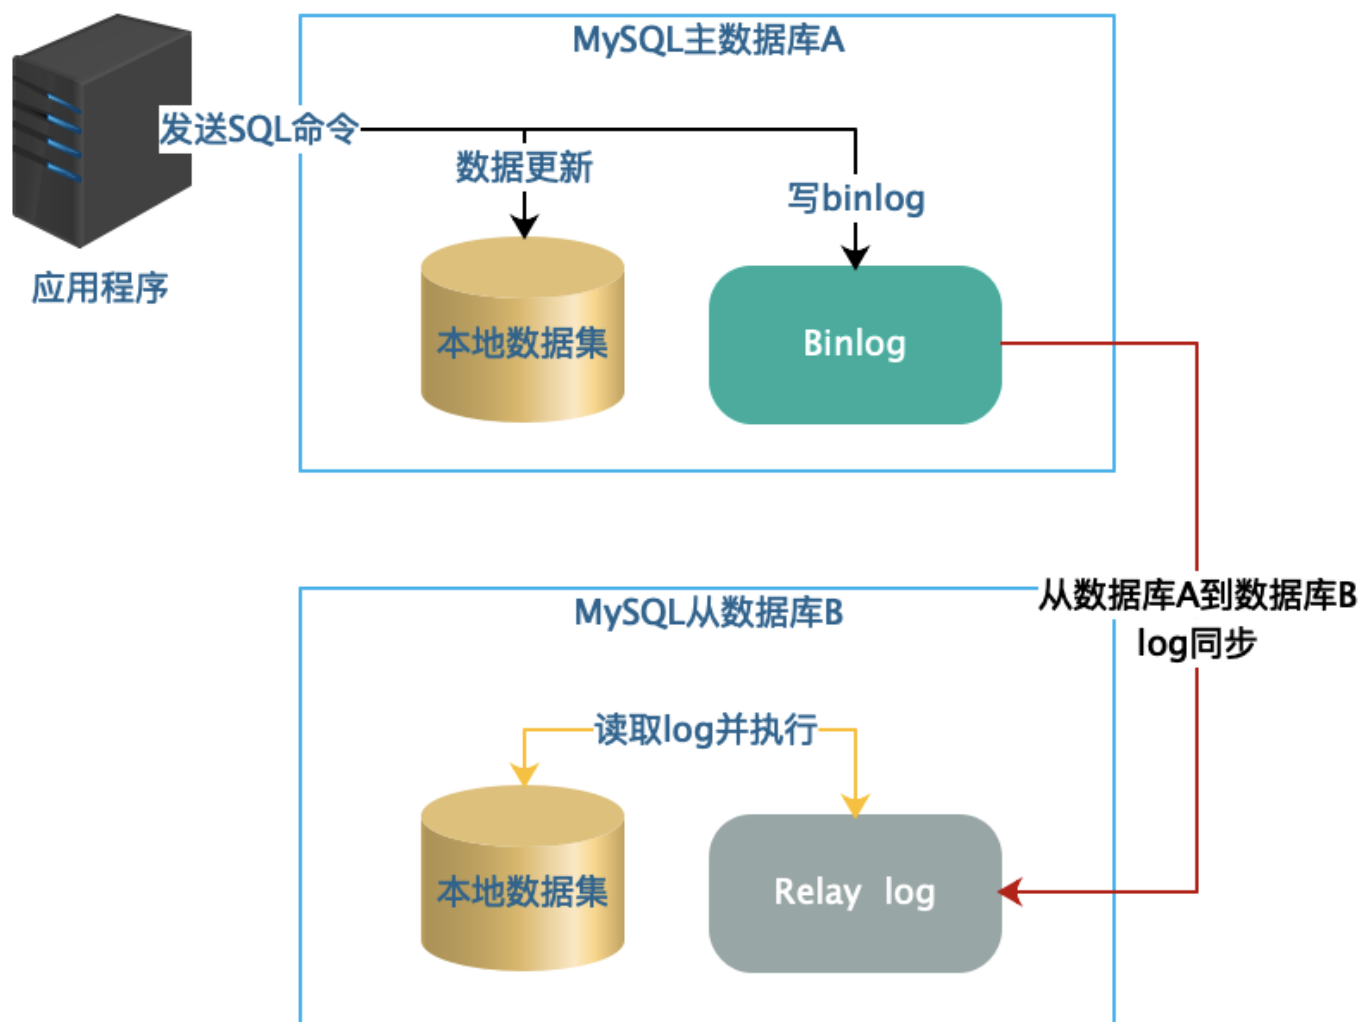 MySQL主数据库A
发送SQL命令
数据更新
写binlog
应用程序
本地数据集
Binlog
从数据库A到数据库B
log同步
MySQL从数据库B
读取log并执行
本地数据集
Relay log